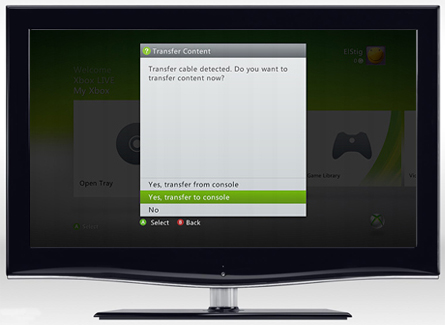 Transfer Content
Transfer cable detected. Do you want to
transfer content now?
Yes, transfer from console
Yes, transfer to console
No
A Select B Back
Welcome
Xbox LIVE
My Xbox
ElStig
Open Tray
Game Library